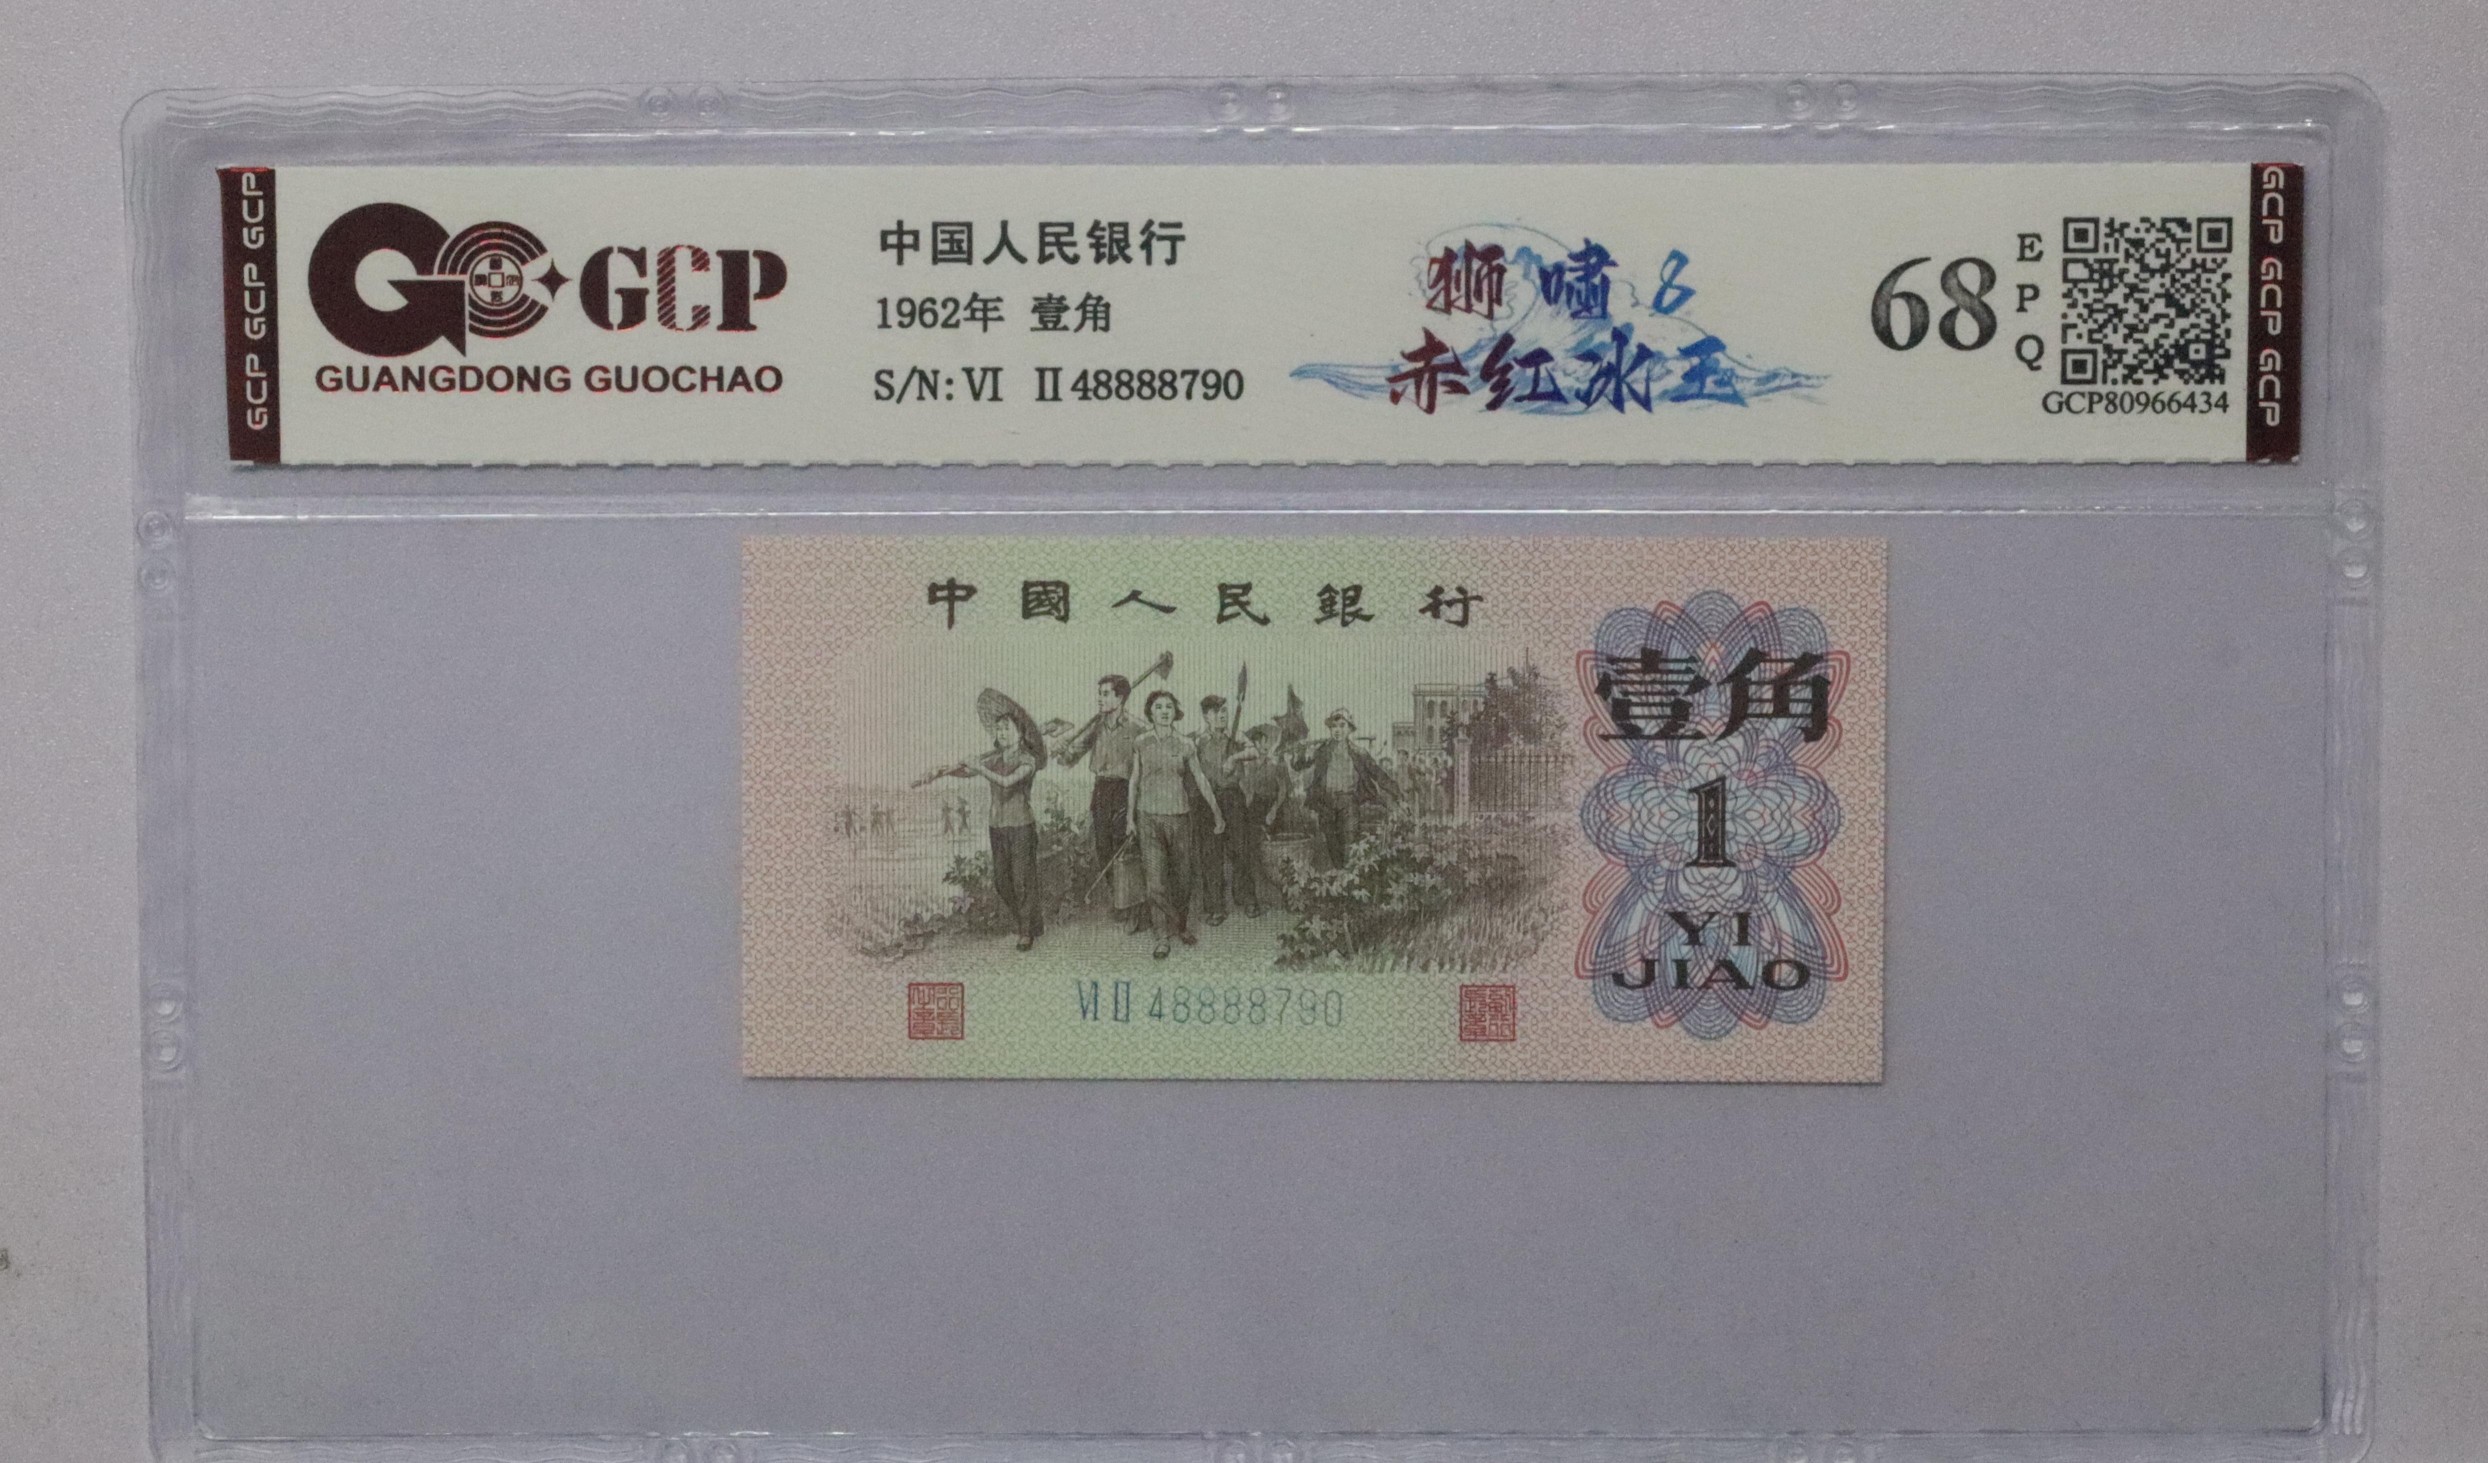 GCP GCP GCP
GCP
GUANGDONG GUOCHAO
中国人民银行
1962年 壹角
S/N: VI II 48888790
狮啸8
赤红冰王
68
EPQ
GCP80966434
GCP GCP GCP
中國人民銀行
壹角
1
YI
JIAO
VI II 48888790